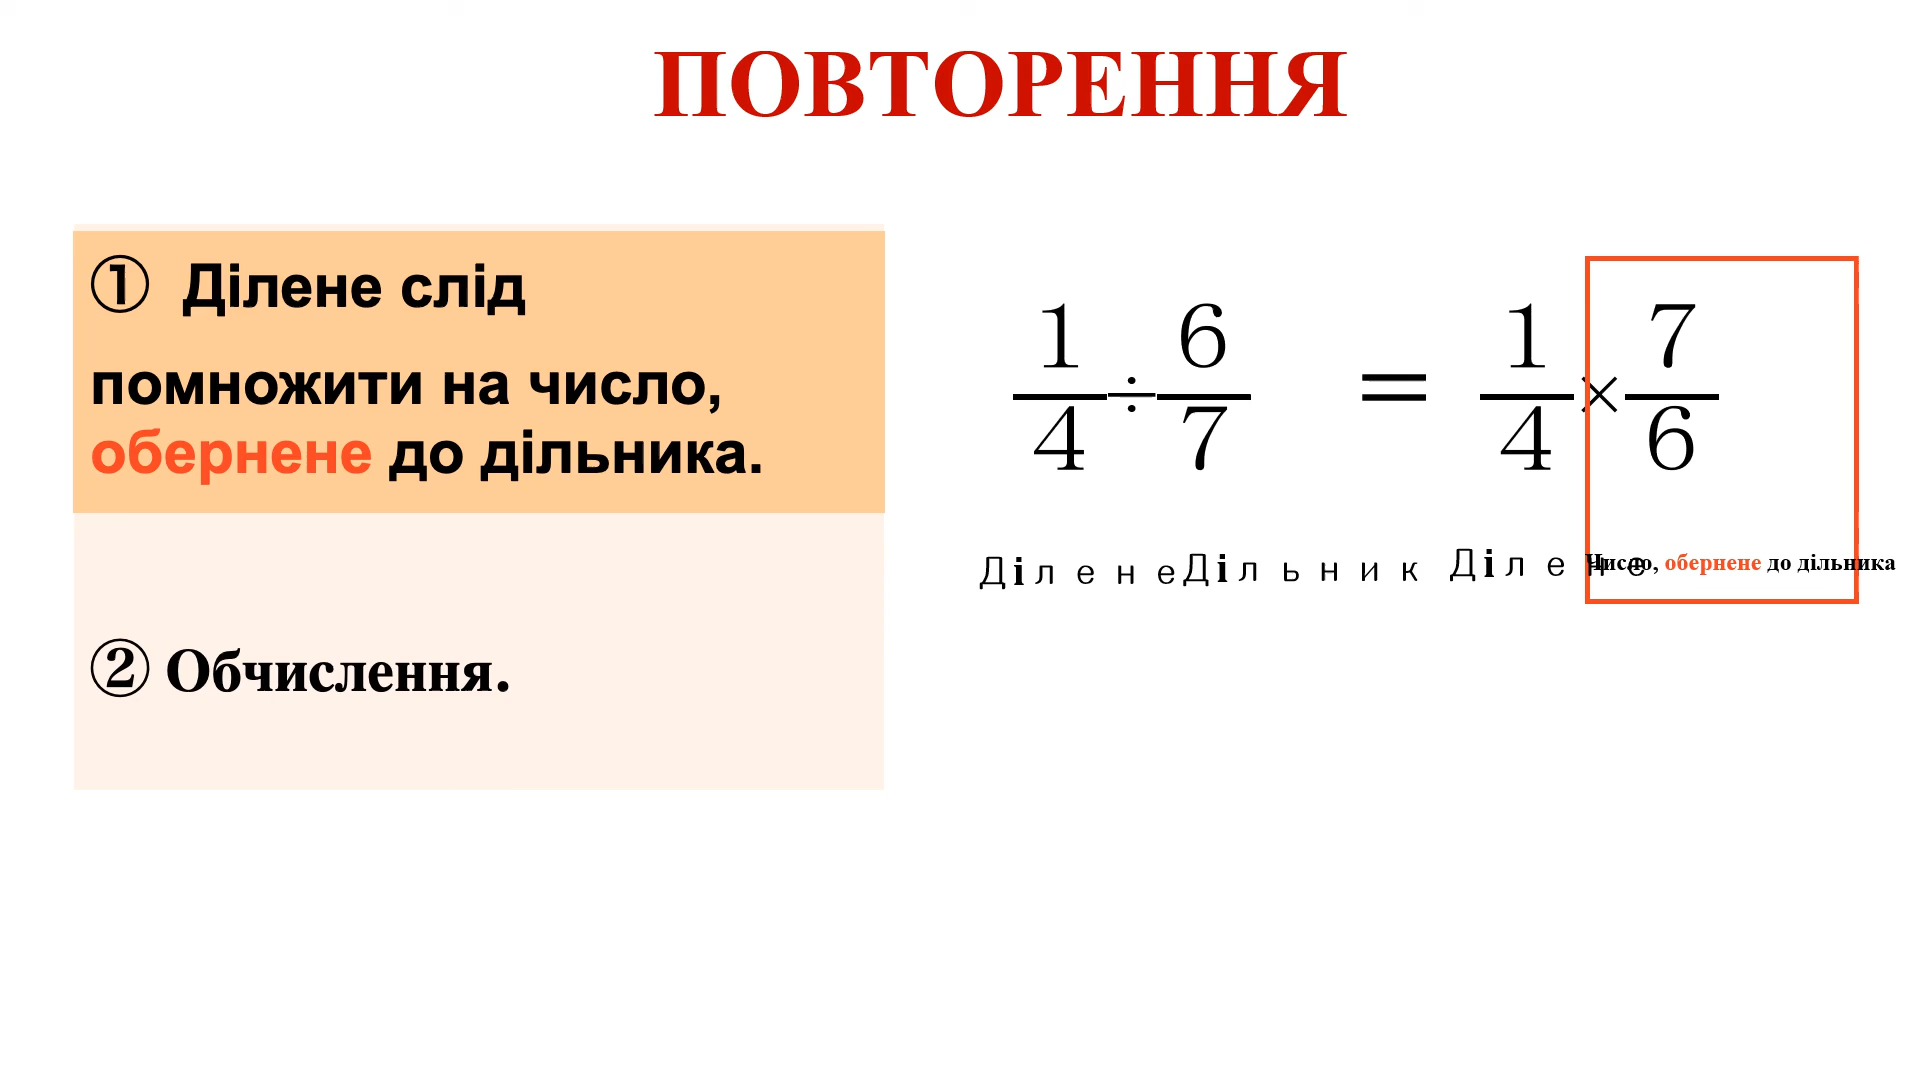 ПОВТОРЕННЯ
① Ділене слід
помножити на число,
обернене до дільника.
② Обчислення.
1/4 ÷ 6/7 = 1/4 × 7/6
Ділене Дільник Ділене Число, обернене до дільника